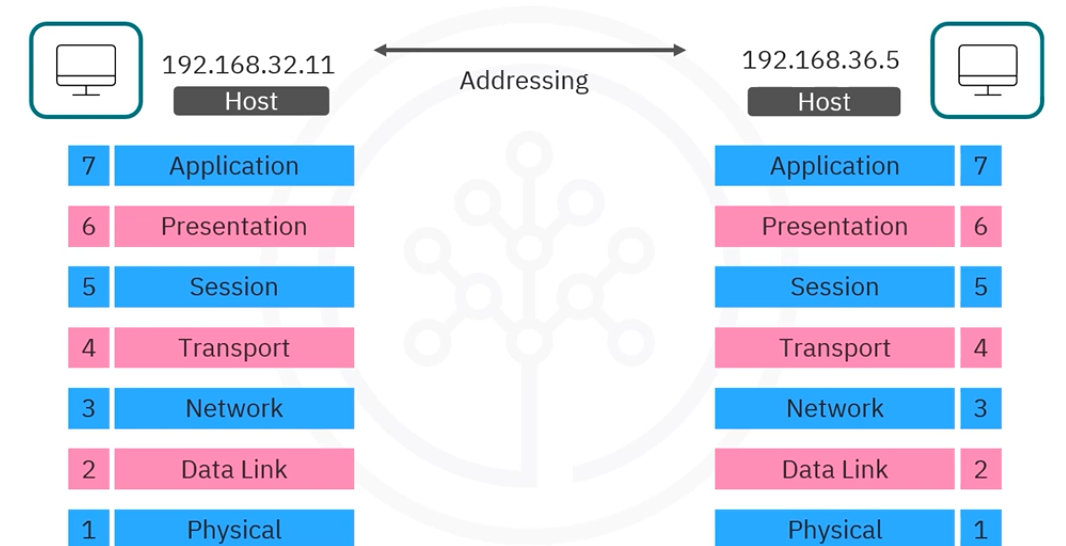 192.168.32.11
Host
Addressing
192.168.36.5
Host
7 Application
6 Presentation
5 Session
4 Transport
3 Network
2 Data Link
1 Physical
Application 7
Presentation 6
Session 5
Transport 4
Network 3
Data Link 2
Physical 1